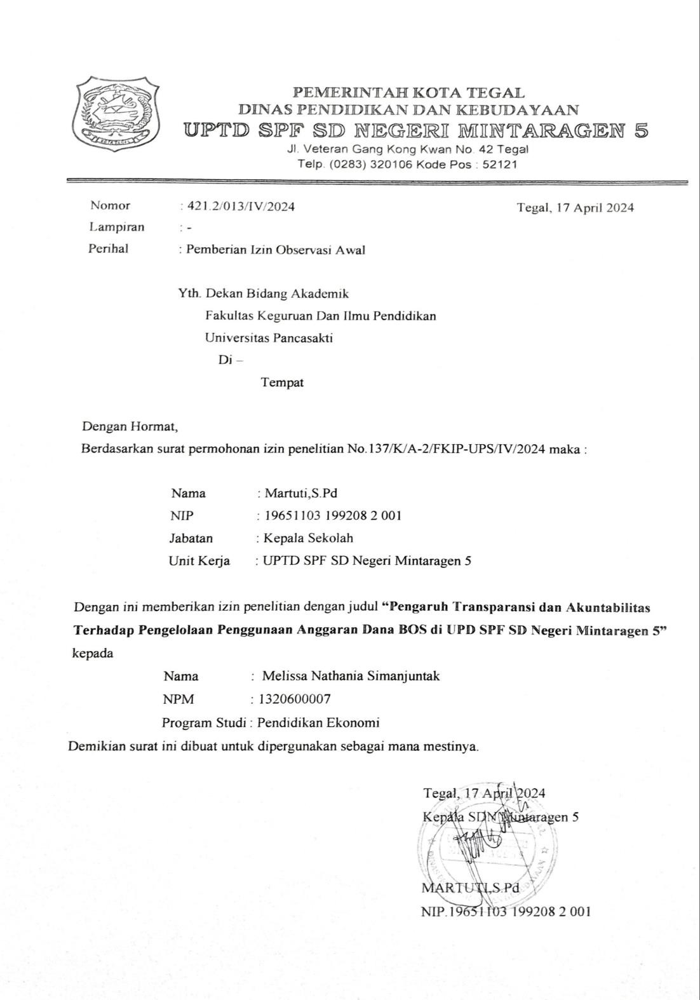 PEMERINTAH KOTA TEGAL
DINAS PENDIDIKAN DAN KEBUDAYAAN
UPTD SPF SD NEGERI MINTARAGEN 5
Jl. Veteran Gang Kong Kwan No. 42 Tegal
Telp. (0283) 320106 Kode Pos : 52121
Nomor : 421.2/013/IV/2024 Tegal, 17 April 2024
Lampiran : -
Perihal : Pemberian Izin Observasi Awal
Yth. Dekan Bidang Akademik
Fakultas Keguruan Dan Ilmu Pendidikan
Universitas Pancasakti
Di –
Tempat
Dengan Hormat,
Berdasarkan surat permohonan izin penelitian No.137/K/A-2/FKIP-UPS/IV/2024 maka :
Nama : Martuti,S.Pd
NIP : 19651103 199208 2 001
Jabatan : Kepala Sekolah
Unit Kerja : UPTD SPF SD Negeri Mintaragen 5
Dengan ini memberikan izin penelitian dengan judul “Pengaruh Transparansi dan Akuntabilitas
Terhadap Pengelolaan Penggunaan Anggaran Dana BOS di UPD SPF SD Negeri Mintaragen 5”
kepada
Nama : Melissa Nathania Simanjuntak
NPM : 1320600007
Program Studi : Pendidikan Ekonomi
Demikian surat ini dibuat untuk dipergunakan sebagai mana mestinya.
Tegal, 17 April 2024
Kepala SDN Mintaragen 5
MARTUTI,S.Pd
NIP.19651103 199208 2 001